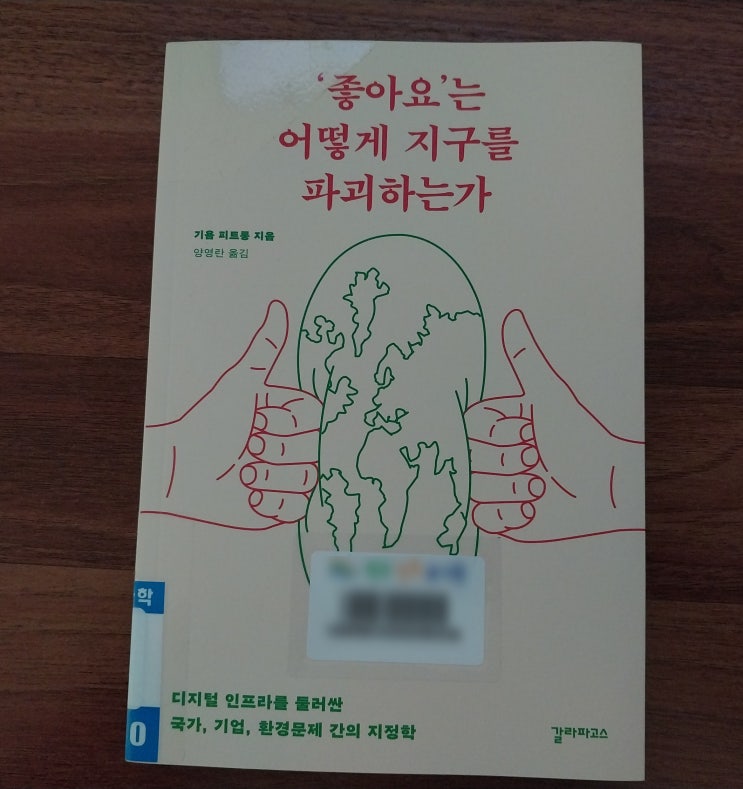 ‘좋아요’는
어떻게 지구를
파괴하는가
기욤 피트롱 지음
양영란 옮김
학
0
디지털 인프라를 둘러싼
국가, 기업, 환경문제 간의 지정학
갈라파고스